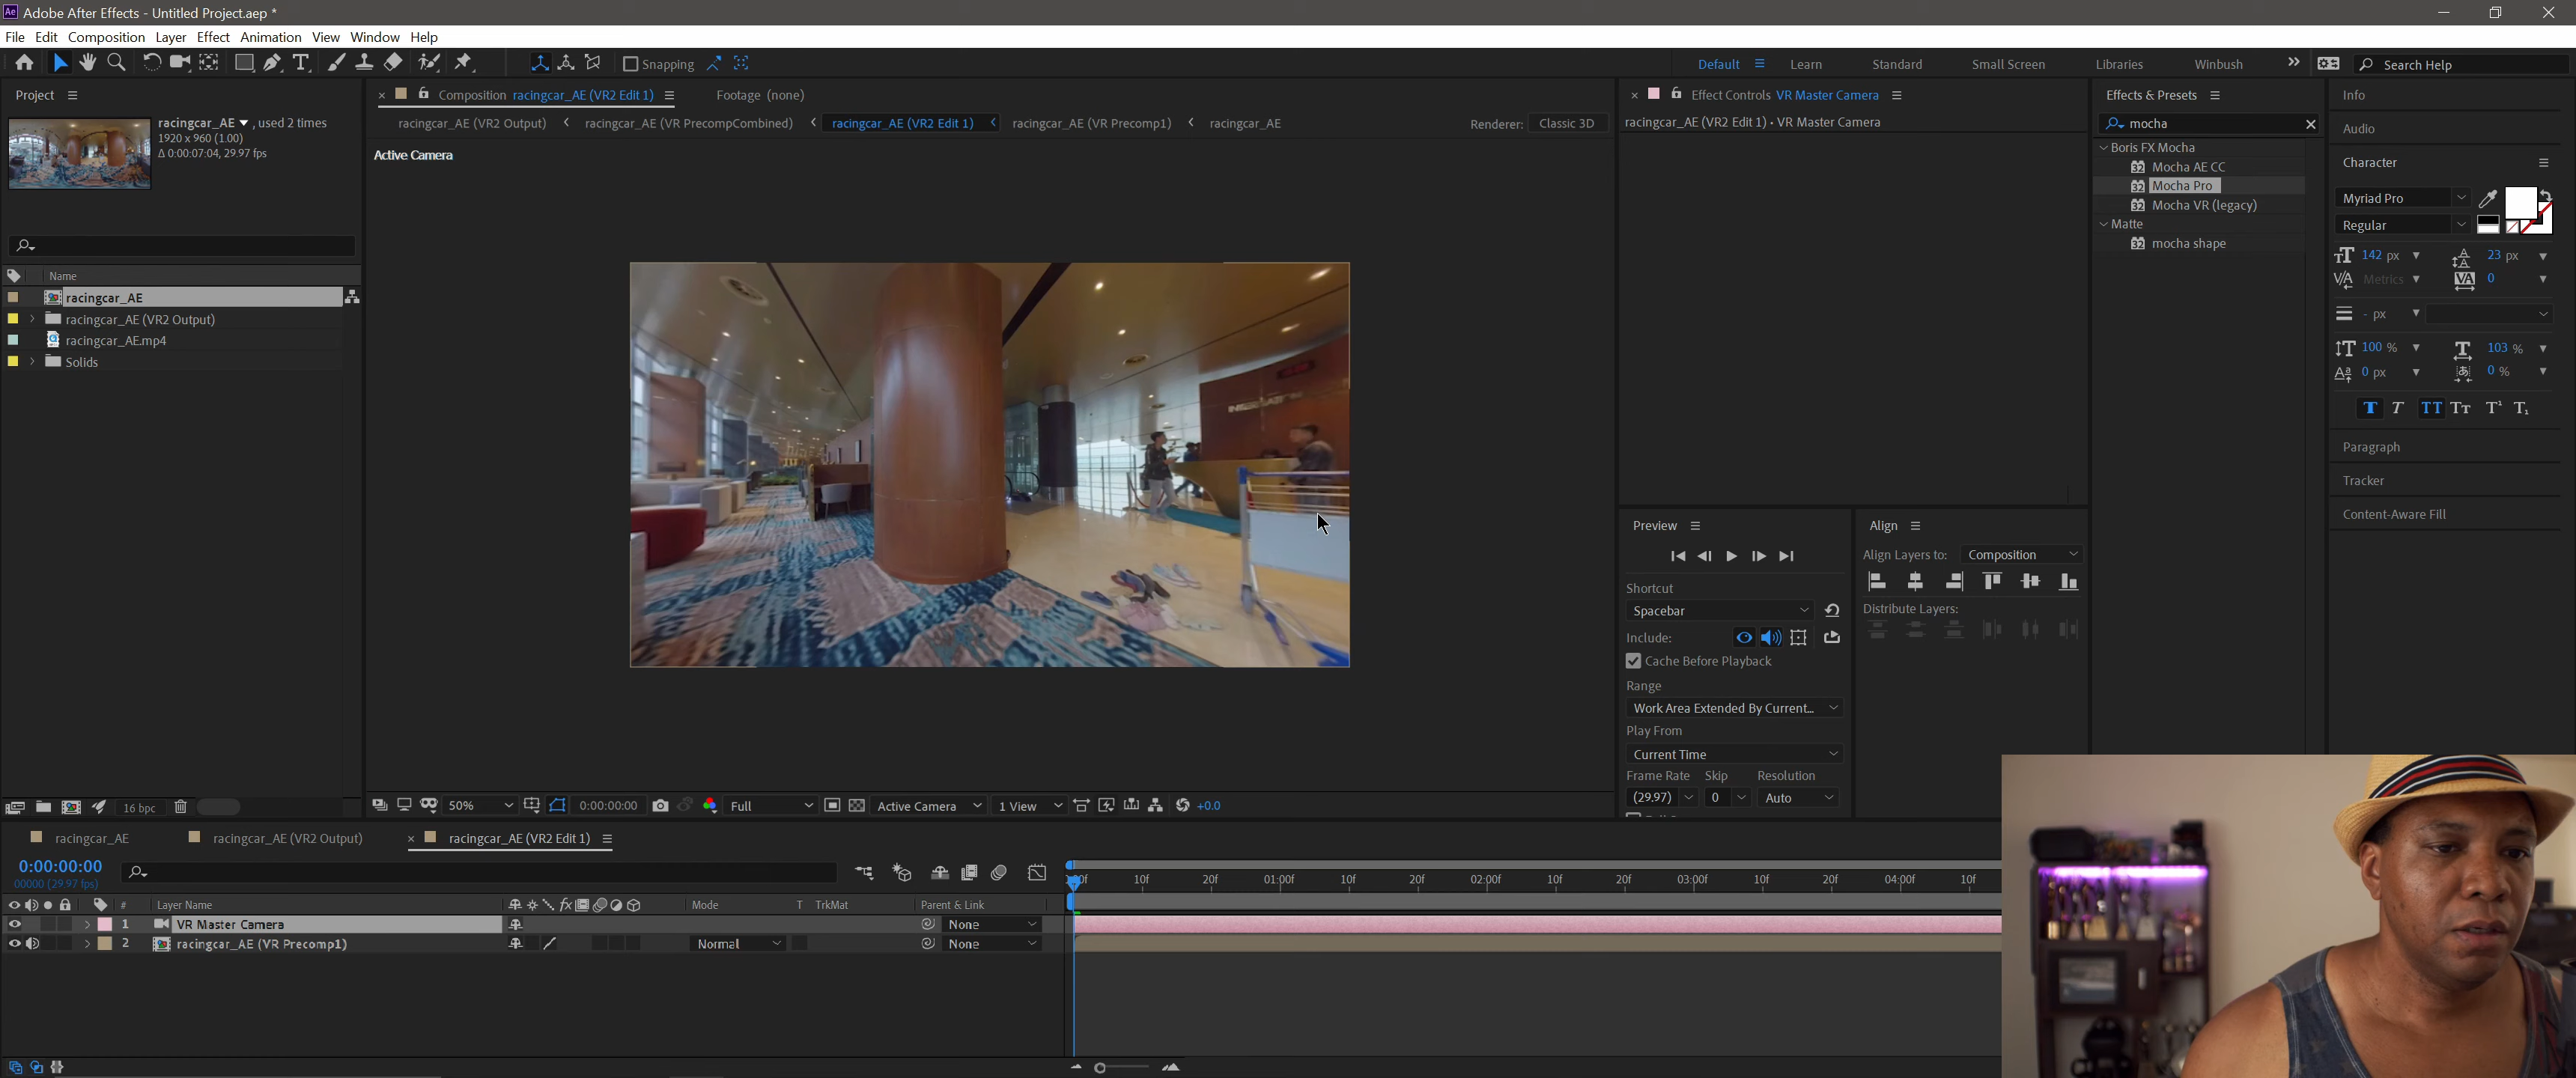 Ae Adobe After Effects - Untitled Project.aep *
File Edit Composition Layer Effect Animation View Window Help
Snapping
Default Learn Standard Small Screen Libraries Winbush Search Help
Project
racingcar_AE , used 2 times
1920 x 960 (1.00)
Δ 0:00:07:04, 29.97 fps
Name
racingcar_AE
racingcar_AE (VR2 Output)
racingcar_AE.mp4
Solids
16 bpc
Composition racingcar_AE (VR2 Edit 1) Footage (none)
racingcar_AE (VR2 Output) racingcar_AE (VR PrecompCombined) racingcar_AE (VR2 Edit 1) racingcar_AE (VR Precomp1) racingcar_AE
Renderer: Classic 3D
Active Camera
50% 0:00:00:00 Full Active Camera 1 View +0.0
Effect Controls VR Master Camera
racingcar_AE (VR2 Edit 1) • VR Master Camera
Preview
Shortcut
Spacebar
Include:
Cache Before Playback
Range
Work Area Extended By Current...
Play From
Current Time
Frame Rate Skip Resolution
(29.97) 0 Auto
Align
Align Layers to: Composition
Distribute Layers:
Effects & Presets
mocha
Boris FX Mocha
32 Mocha AE CC
32 Mocha Pro
32 Mocha VR (legacy)
Matte
32 mocha shape
Info
Audio
Character
Myriad Pro
Regular
142 px 23 px
Metrics 0
- px
100 % 103 %
0 px 0 %
T T TT Tт T¹ T₁
Paragraph
Tracker
Content-Aware Fill
racingcar_AE racingcar_AE (VR2 Output) racingcar_AE (VR2 Edit 1)
0:00:00:00
00000 (29.97 fps)
10f 20f 01:00f 10f 20f 02:00f 10f 20f 03:00f 10f 20f 04:00f 10f
# Layer Name Mode T TrkMat Parent & Link
1 VR Master Camera None
2 racingcar_AE (VR Precomp1) Normal None